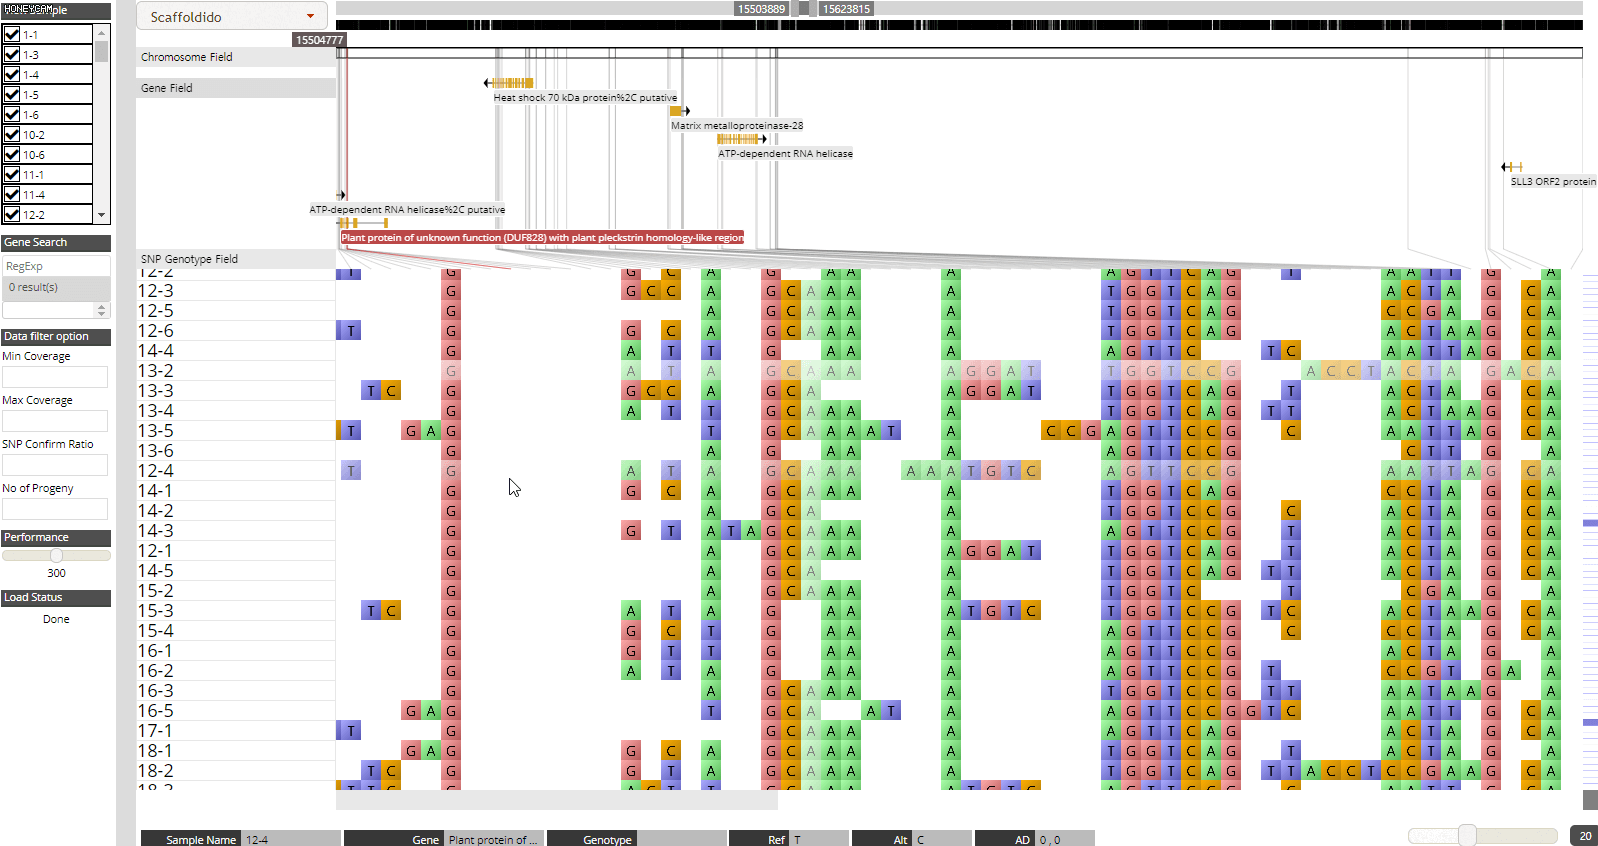 HONEYCAM
1-1
1-3
1-4
1-5
1-6
10-2
10-6
11-1
11-4
12-2
Gene Search
RegExp
0 result(s)
Data filter option
Min Coverage
Max Coverage
SNP Confirm Ratio
No of Progeny
Performance
300
Load Status
Done
Scaffoldido
15503889 15623815
15504777
Chromosome Field
Gene Field
Heat shock 70 kDa protein%2C putative
Matrix metalloproteinase-28
ATP-dependent RNA helicase
SLL3 ORF2 protein
ATP-dependent RNA helicase%2C putative
Plant protein of unknown function (DUF828) with plant pleckstrin homology-like region
SNP Genotype Field
12-2 T G G C A G A A A A G T T C A G T A A T T G A
12-3 G G C C A G C A A A A T G G T C A G A C T A G C A
12-5 G A G C A A A A T G G T C A G C C G A G C A
12-6 T G G C A G C A A A A T G G T C A G A C T A A G C A
14-4 G A T T G A A A A G T T C T C A A T T A G C A
13-2 G A T A G C A A A A G G A T T G G T C C G A C C T A C T A G A C A
13-3 T C G G C C A G C A A G G A T T G G T C A G T A C T A G C A
13-4 G A T T G C A A A A T G G T C A G T T A C T A A G C A
13-5 T G A G T G C A A A A T A C C G A G T T C C G C A A T T A G C A
13-6 G A G C A A A A G T T C C G C T T G A
12-4 T G A T A G C A A A A A A T G T C A G T T C C G A A T T A G C A
14-1 G G C A G C A A A A T G G T C A G C C T A G C A
14-2 G A G C A A T G G T C C G C A C T A G C A
14-3 G G T A T A G C A A A A A G T T C C G T A C T A G C A
12-1 G A G C A A A A G G A T T G G T C A G T A C T A G C A
14-5 G A G C A A T G G T C A G T T A C T A G C A
15-2 G A G C A A A A T G G T C C G A G A
15-3 T C G A T A G A A A T G T C T G G T C C G T C A C T A A G C A
15-4 G G C T G A A A A G T T C C G C C C T A G C A
16-1 G G T T G A A A A G T T C C G A C T A G A
16-2 G A T A G A A A A G T T C C G T C C G T G A A
16-3 G A G C A A A A A G T T C C G T T A A T A A G A
16-5 G A G T G C A A T A A G T T C C G G T C A A T T G C A
17-1 T G A G C A A A A A G T T C A G A C T A G A
18-1 G A G G C A G C A A A A T G G T C A G T A C T A G C A
18-2 T C G G T A G C A A A A T G G T C A G T T A C C T C C G A A G C A
Sample Name 12-4 Gene Plant protein of ... Genotype Ref T Alt C AD 0 , 0
20